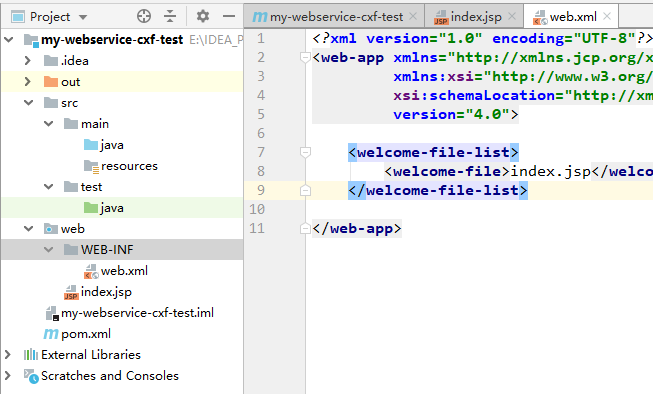 Project
my-webservice-cxf-test E:\IDEA_P
.idea
out
src
main
java
resources
test
java
web
WEB-INF
web.xml
index.jsp
my-webservice-cxf-test.iml
pom.xml
External Libraries
Scratches and Consoles
my-webservice-cxf-test
index.jsp
web.xml
1 <?xml version="1.0" encoding="UTF-8"?>
2 <web-app xmlns="http://xmlns.jcp.org/x
3 xmlns:xsi="http://www.w3.org/
4 xsi:schemaLocation="http://xm
5 version="4.0">
6
7 <welcome-file-list>
8 <welcome-file>index.jsp</welco
9 </welcome-file-list>
10
11 </web-app>